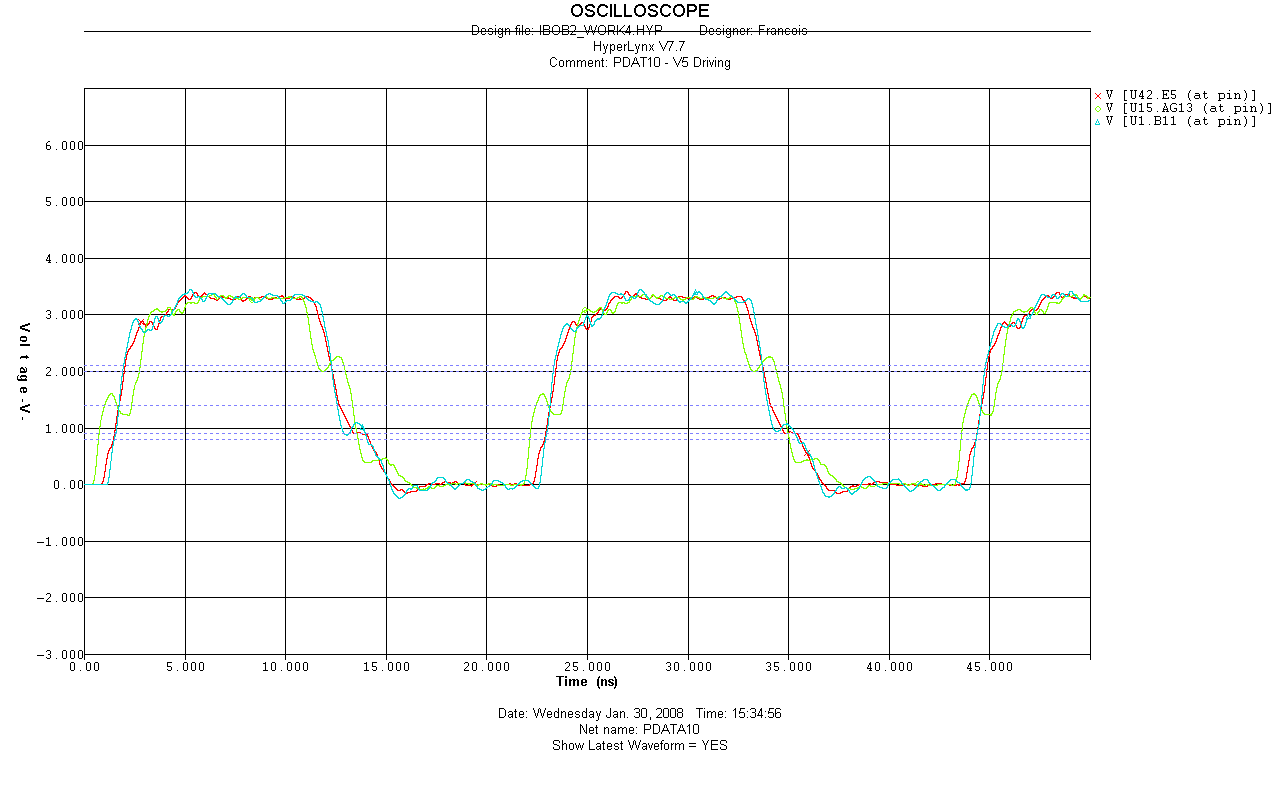 OSCILLOSCOPE
Design file: IBOB2_WORK4.HYP Designer: Francois
HyperLynx V7.7
Comment: PDAT10 - V5 Driving
V [U42.E5 (at pin)]
V [U15.AG13 (at pin)]
V [U1.B11 (at pin)]
6.000
5.000
4.000
3.000
2.000
1.000
0.00
-1.000
-2.000
-3.000
Voltage -V-
0.00 5.000 10.000 15.000 20.000 25.000 30.000 35.000 40.000 45.000
Time (ns)
Date: Wednesday Jan. 30, 2008 Time: 15:34:56
Net name: PDATA10
Show Latest Waveform = YES